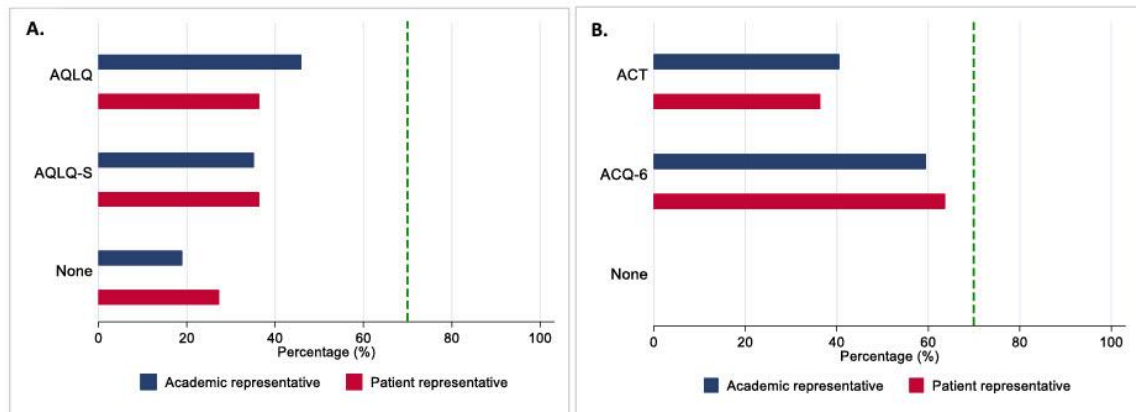 A.
AQLQ
AQLQ-S
None
0 20 40 60 80 100
Percentage (%)
Academic representative Patient representative
B.
ACT
ACQ-6
None
0 20 40 60 80 100
Percentage (%)
Academic representative Patient representative